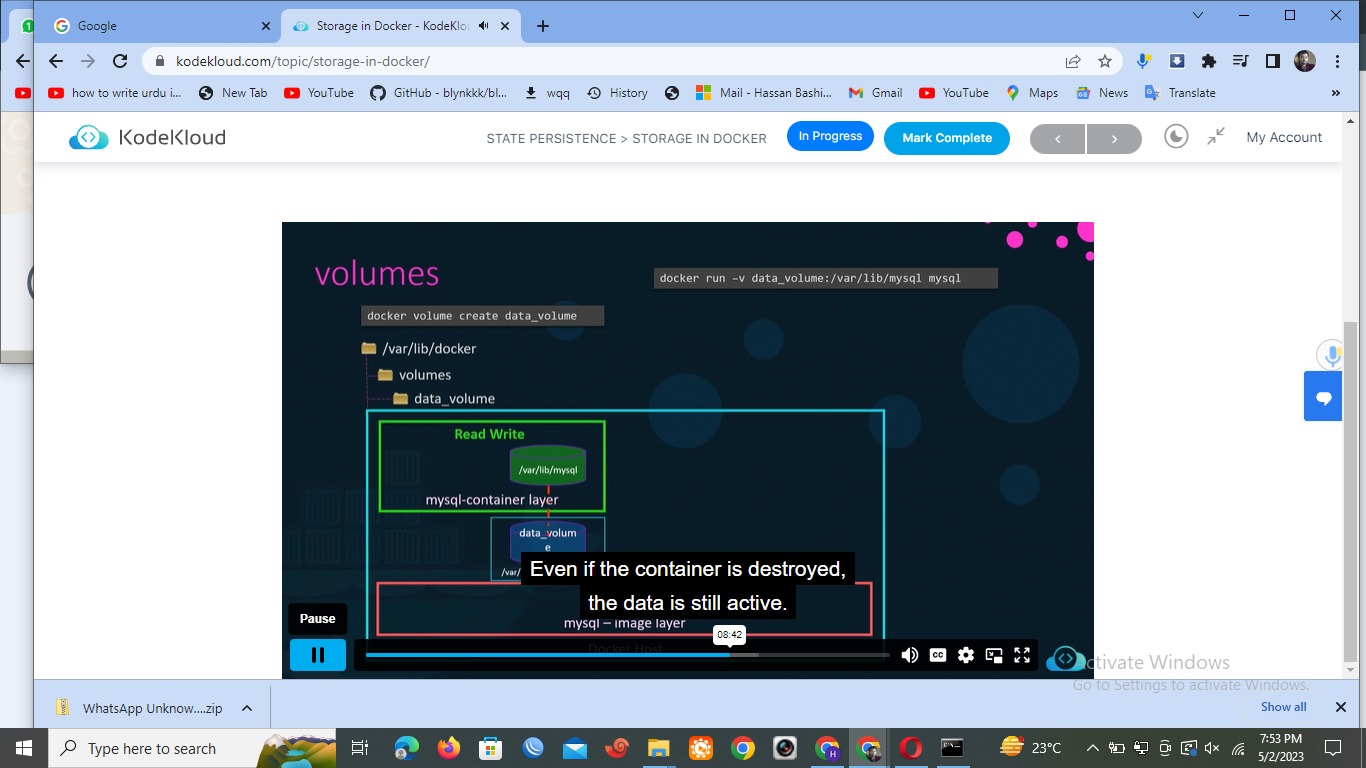 1
Google
Storage in Docker - KodeKlo
kodekloud.com/topic/storage-in-docker/
how to write urdu i...
New Tab
YouTube
GitHub - blynkkk/bl...
wqq
History
Mail - Hassan Bashi...
Gmail
YouTube
Maps
News
Translate
»
KodeKloud
STATE PERSISTENCE > STORAGE IN DOCKER
In Progress
Mark Complete
My Account
volumes
docker run -v data_volume:/var/lib/mysql mysql
docker volume create data_volume
/var/lib/docker
volumes
data_volume
Read Write
/var/lib/mysql
mysql-container layer
data_volum
e
/var/
Even if the container is destroyed,
the data is still active.
mysql – image layer
Docker Host
Pause
08:42
CC
Activate Windows
Go to Settings to activate Windows.
WhatsApp Unknow....zip
Show all
Type here to search
23°C
7:53 PM
5/2/2023